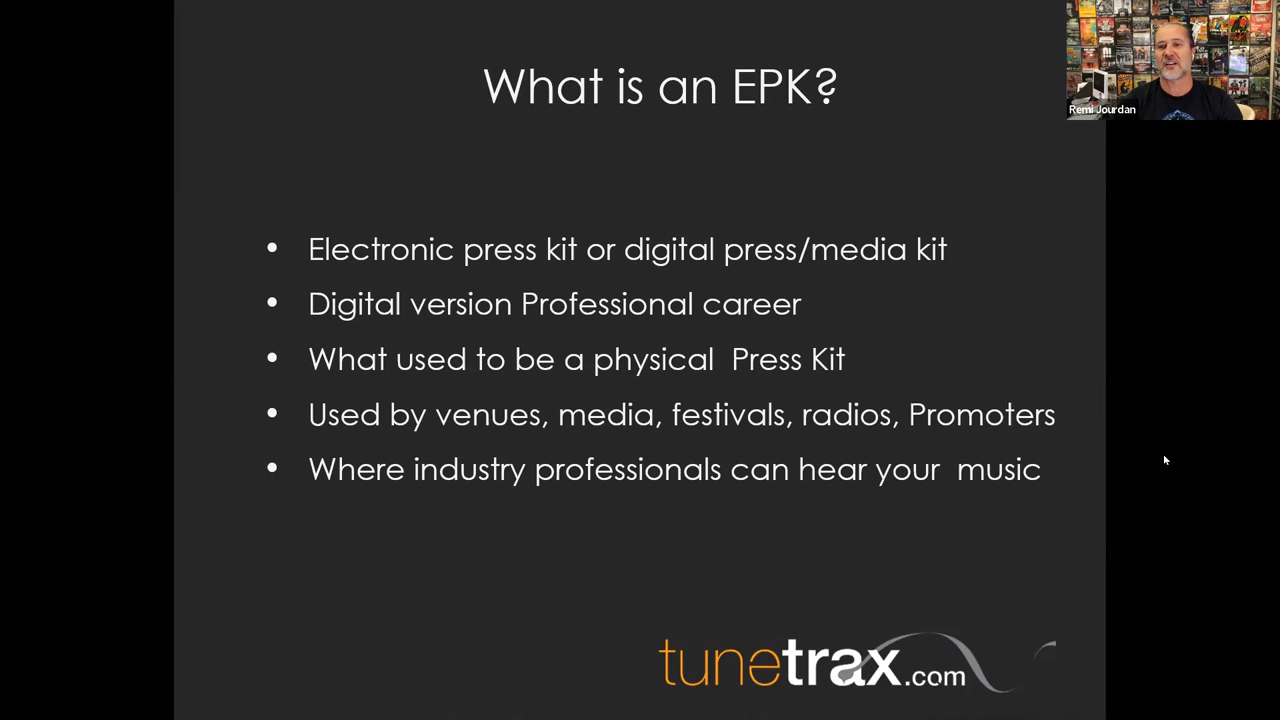 What is an EPK?
Remi Jourdan
• Electronic press kit or digital press/media kit
• Digital version Professional career
• What used to be a physical  Press Kit
• Used by venues, media, festivals, radios, Promoters
• Where industry professionals can hear your  music
tunetrax.com